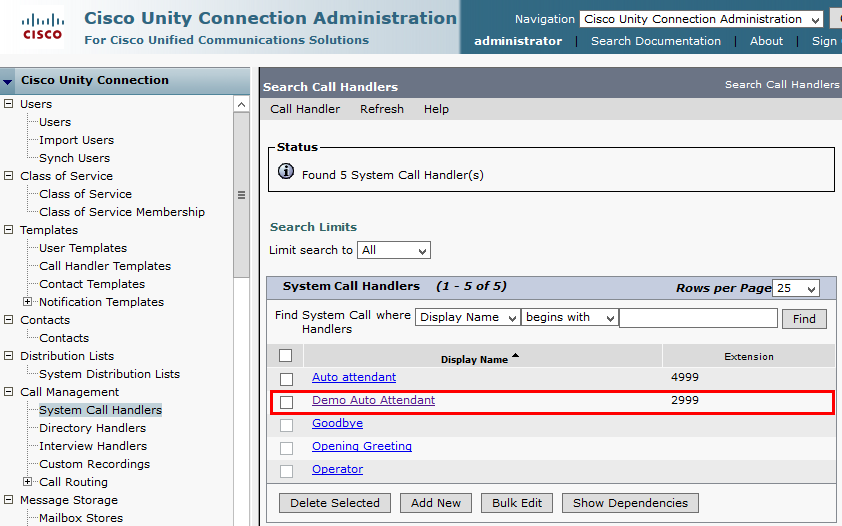 Cisco Unity Connection Administration
Navigation Cisco Unity Connection Administration
CISCO
For Cisco Unified Communications Solutions
administrator | Search Documentation | About | Sign
Cisco Unity Connection
Users
Users
Import Users
Synch Users
Class of Service
Class of Service
Class of Service Membership
Templates
User Templates
Call Handler Templates
Contact Templates
Notification Templates
Contacts
Contacts
Distribution Lists
System Distribution Lists
Call Management
System Call Handlers
Directory Handlers
Interview Handlers
Custom Recordings
Call Routing
Message Storage
Mailbox Stores
Search Call Handlers
Search Call Handlers
Call Handler Refresh Help
Status
Found 5 System Call Handler(s)
Search Limits
Limit search to All
System Call Handlers (1 - 5 of 5) Rows per Page 25
Find System Call where Display Name begins with Find
Handlers
Display Name Extension
Auto attendant 4999
Demo Auto Attendant 2999
Goodbye
Opening Greeting
Operator
Delete Selected Add New Bulk Edit Show Dependencies